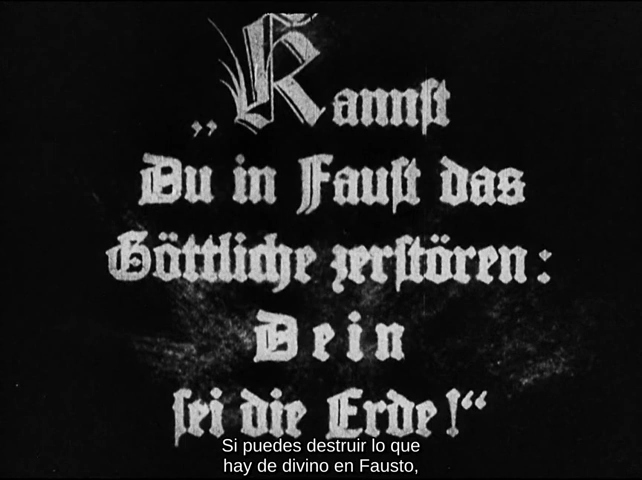 „Kannst
Du in Faust das
Göttliche zerstören:
Dein
sei die Erde!“
Si puedes destruir lo que
hay de divino en Fausto,